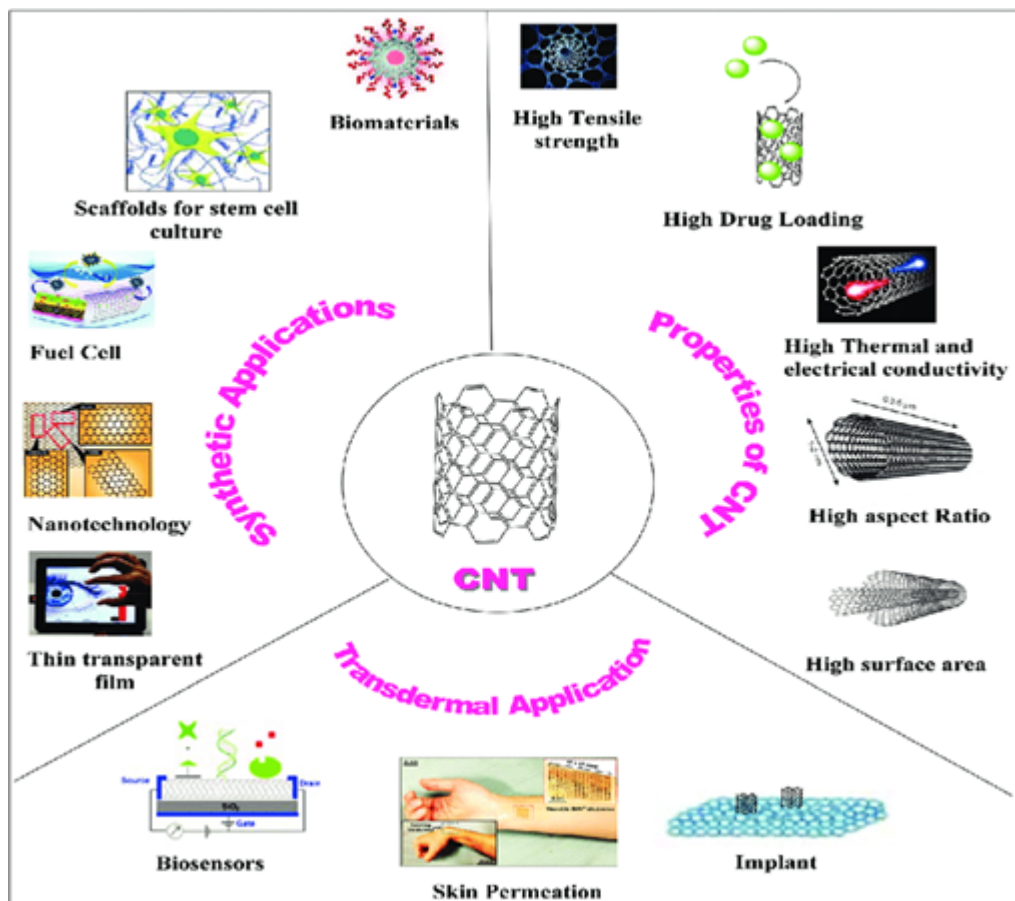 Biomaterials
High Tensile
strength
Scaffolds for stem cell
culture
High Drug Loading
Fuel Cell
High Thermal and
electrical conductivity
Synthetic Applications
Properties of CNT
Nanotechnology
High aspect Ratio
CNT
Thin transparent
film
High surface area
Transdermal Application
Source
Drain
SiO2
Gate
Biosensors
Skin Permeation
Implant